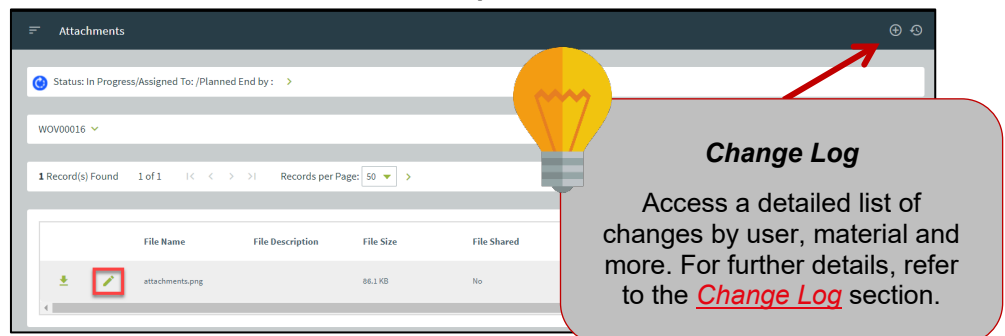 Attachments
Status: In Progress/Assigned To: /Planned End by :
WOV00016
1 Record(s) Found 1 of 1 Records per Page: 50
File Name File Description File Size File Shared
attachments.png 86.1 KB No
Change Log
Access a detailed list of
changes by user, material and
more. For further details, refer
to the Change Log section.